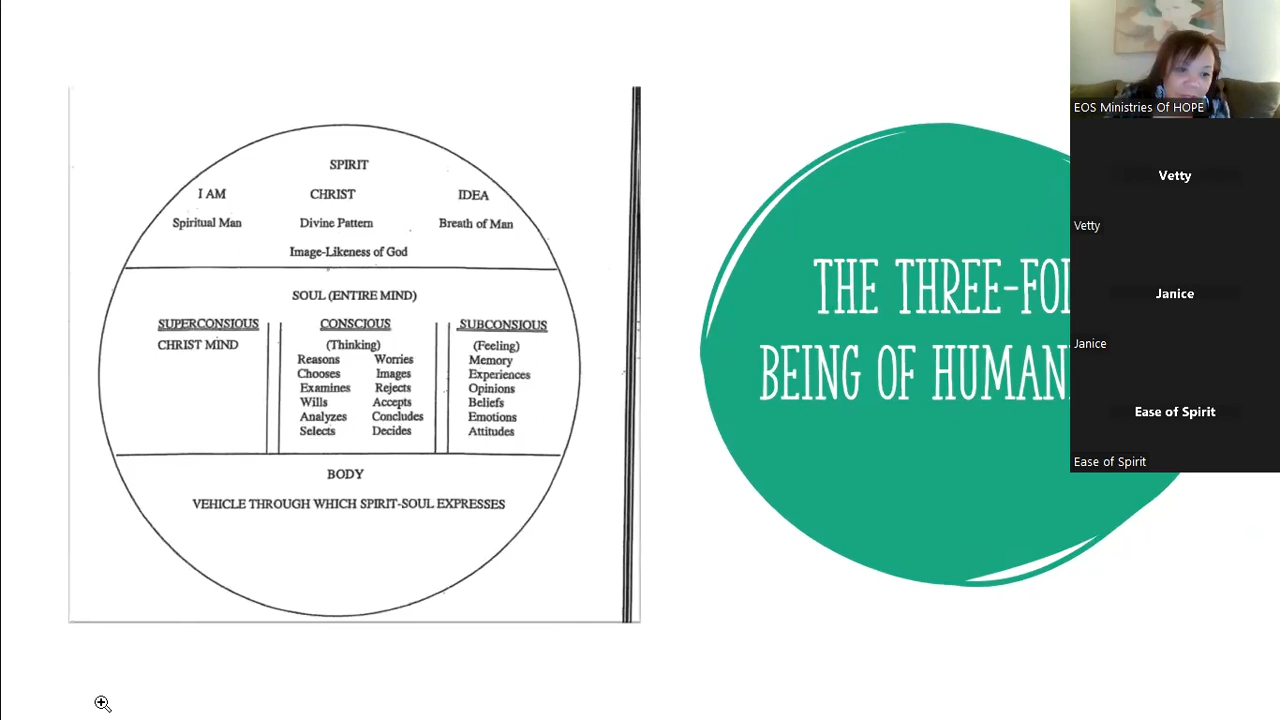 SPIRIT
I AM CHRIST IDEA
Spiritual Man Divine Pattern Breath of Man
Image-Likeness of God
SOUL (ENTIRE MIND)
SUPERCONSIOUS CONSCIOUS SUBCONSIOUS
CHRIST MIND (Thinking) (Feeling)
Reasons Worries Memory
Chooses Images Experiences
Examines Rejects Opinions
Wills Accepts Beliefs
Analyzes Concludes Emotions
Selects Decides Attitudes
BODY
VEHICLE THROUGH WHICH SPIRIT-SOUL EXPRESSES
THE THREE-FO
BEING OF HUMAN
EOS Ministries Of HOPE
Vetty
Vetty
Janice
Janice
Ease of Spirit
Ease of Spirit